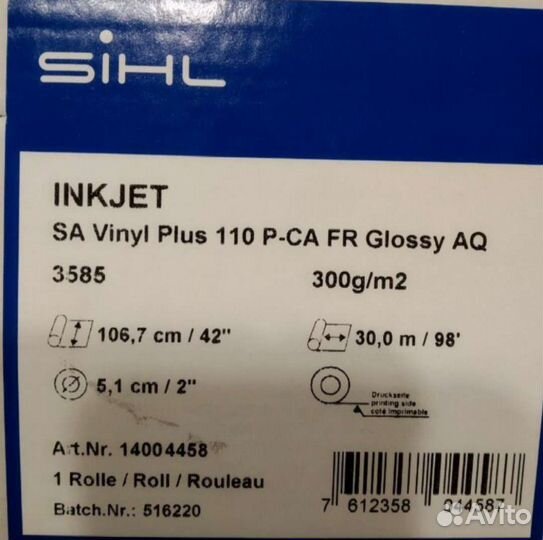 SIHL
INKJET
SA Vinyl Plus 110 P-CA FR Glossy AQ
3585 300g/m2
106,7 cm / 42" 30,0 m / 98'
5,1 cm / 2"
Druckseite
printing side
coté imprimable
Art.Nr. 14004458
1 Rolle / Roll / Rouleau
Batch.Nr.: 516220
7 612358 044587
Avito